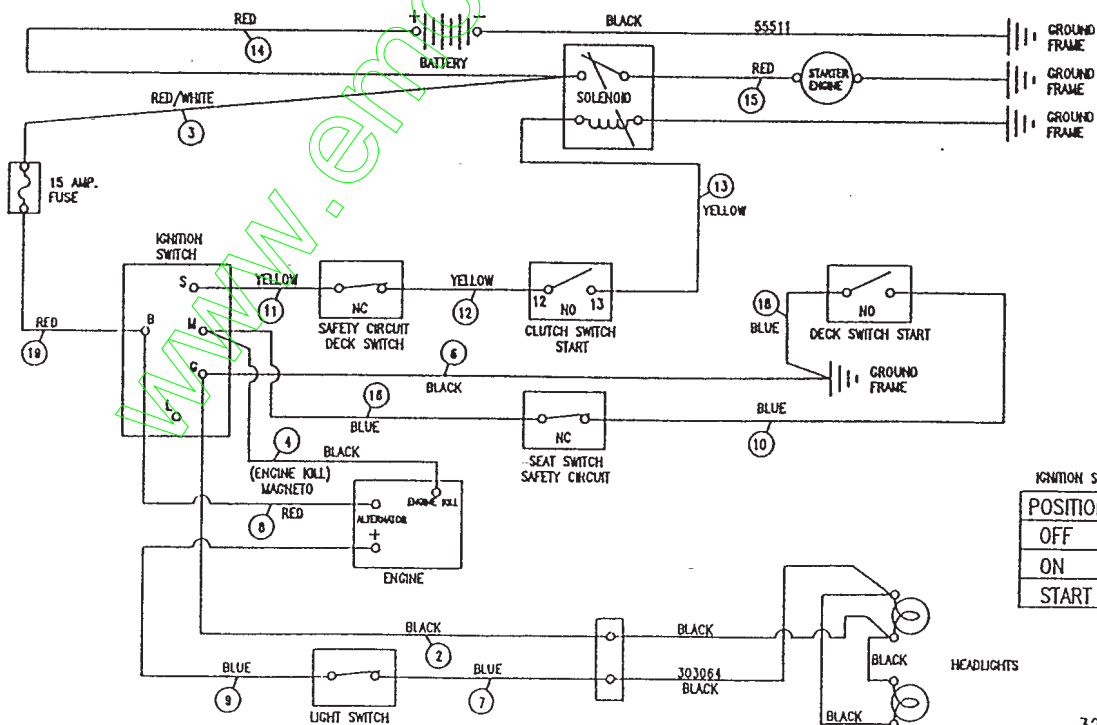 RED
14
+
-
BATTERY
BLACK
55511
GROUND
FRAME
RED/WHITE
3
SOLENOID
RED
15
STARTER
ENGINE
GROUND
FRAME
GROUND
FRAME
15 AMP.
FUSE
13
YELLOW
IGNITION
SWITCH
S
B
M
G
L
YELLOW
11
NC
SAFETY CIRCUIT
DECK SWITCH
YELLOW
12
12 NO 13
CLUTCH SWITCH
START
18
BLUE
NO
DECK SWITCH START
RED
19
6
BLACK
GROUND
FRAME
18
BLUE
NC
SEAT SWITCH
SAFETY CIRCUIT
BLUE
10
4
BLACK
(ENGINE KILL)
MAGNETO
8
RED
ENGINE KILL
ALTERNATOR
+
ENGINE
IGNITION S
POSITION
OFF
ON
START
BLACK
2
BLACK
BLUE
9
LIGHT SWITCH
BLUE
7
303064
BLACK
BLACK
BLACK
HEADLIGHTS
30
www.em